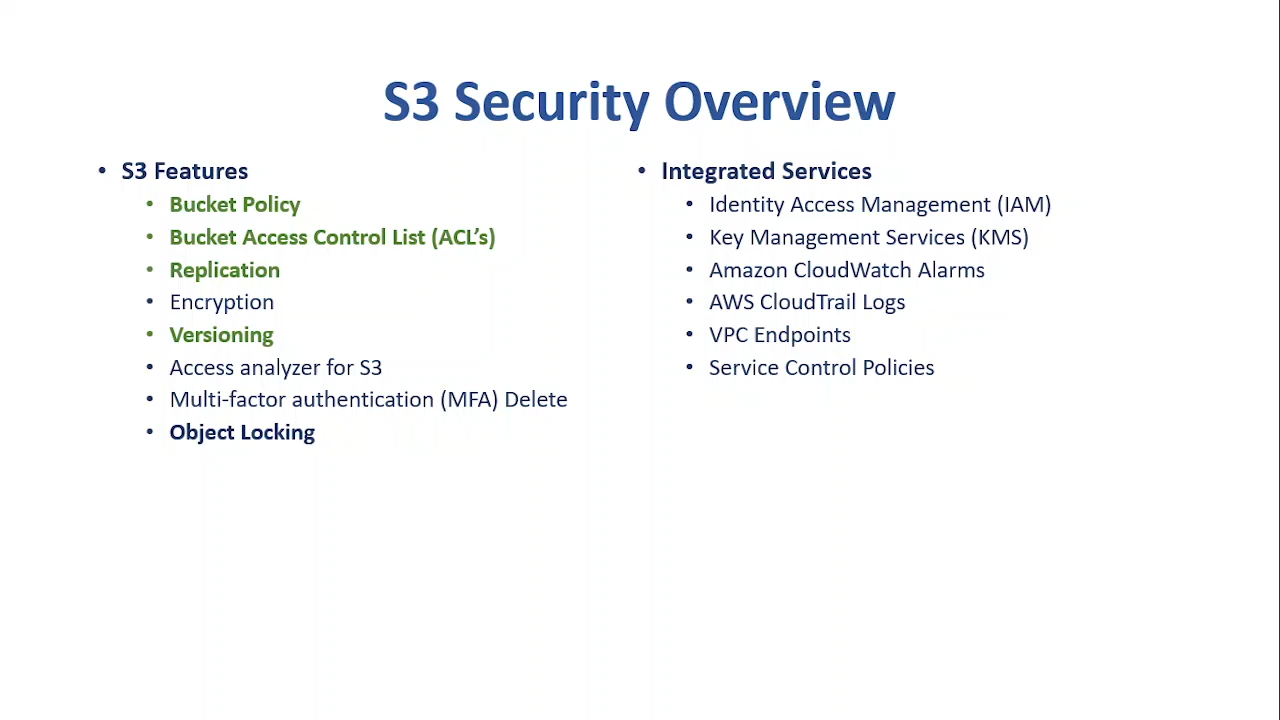 S3 Security Overview
• S3 Features
• Bucket Policy
• Bucket Access Control List (ACL’s)
• Replication
• Encryption
• Versioning
• Access analyzer for S3
• Multi-factor authentication (MFA) Delete
• Object Locking
• Integrated Services
• Identity Access Management (IAM)
• Key Management Services (KMS)
• Amazon CloudWatch Alarms
• AWS CloudTrail Logs
• VPC Endpoints
• Service Control Policies